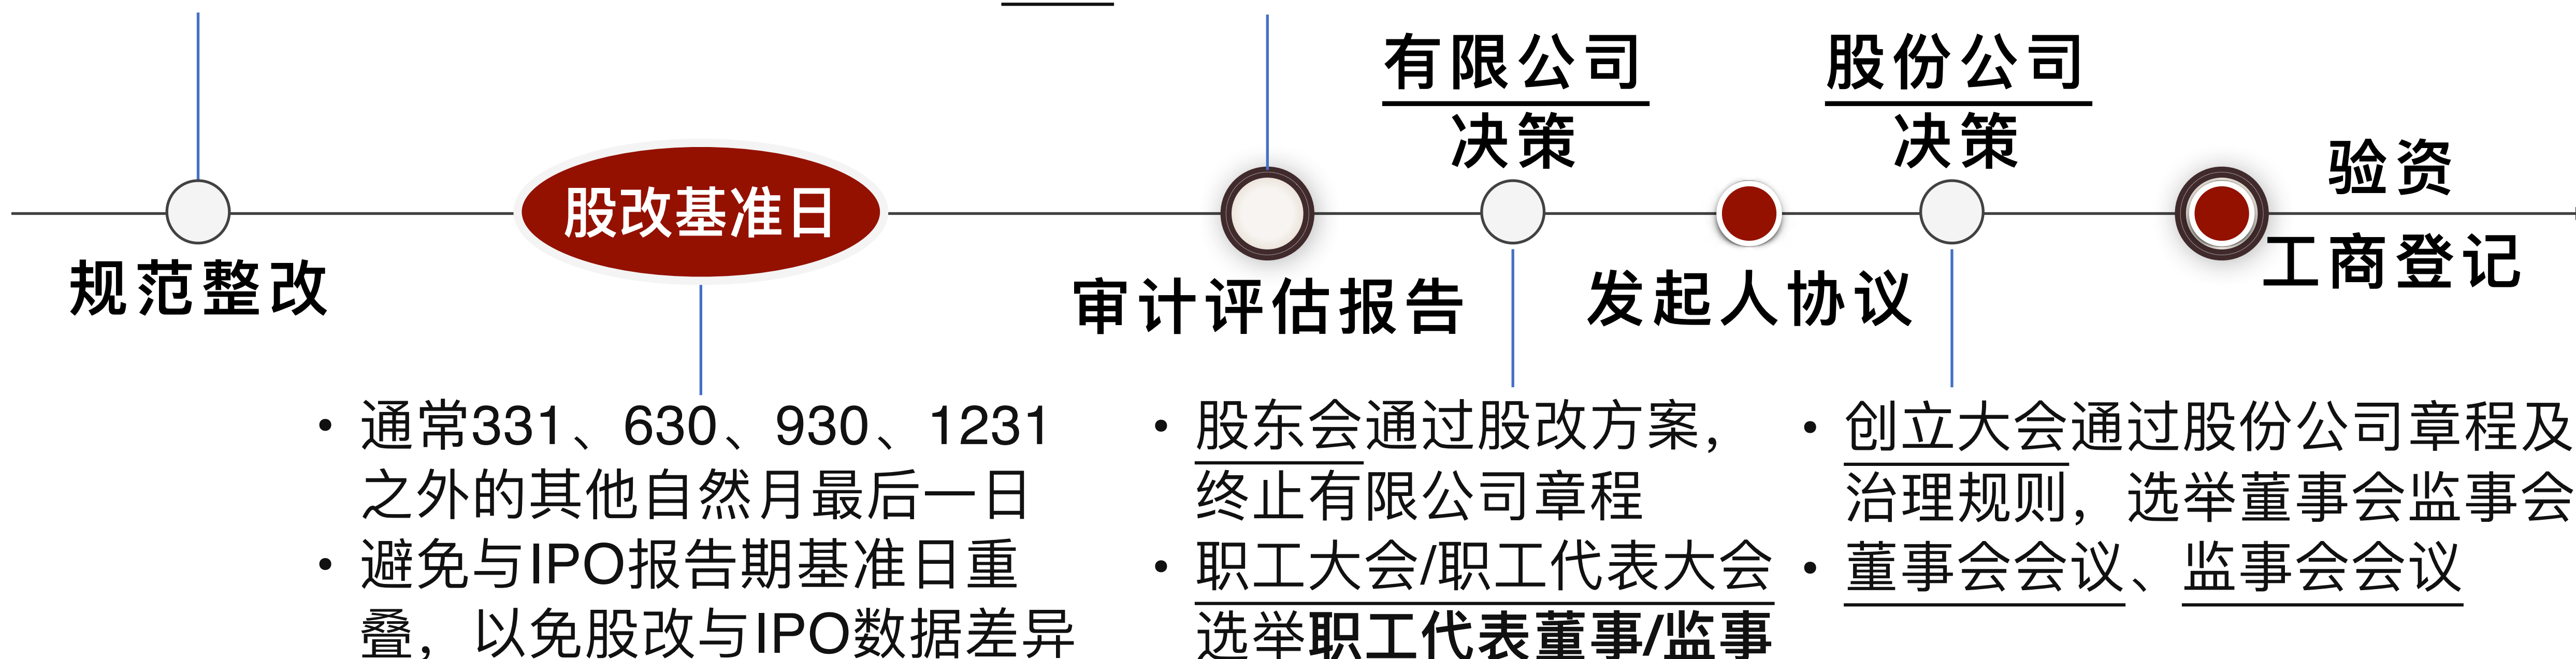 有限公司
决策
股份公司
决策
验资
工商登记
股改基准日
规范整改
审计评估报告
发起人协议
• 通常331、630、930、1231
之外的其他自然月最后一日
• 避免与IPO报告期基准日重
叠，以免股改与IPO数据差异
• 股东会通过股改方案，
终止有限公司章程
• 职工大会/职工代表大会
选举职工代表董事/监事
• 创立大会通过股份公司章程及
治理规则，选举董事会监事会
• 董事会会议、监事会会议